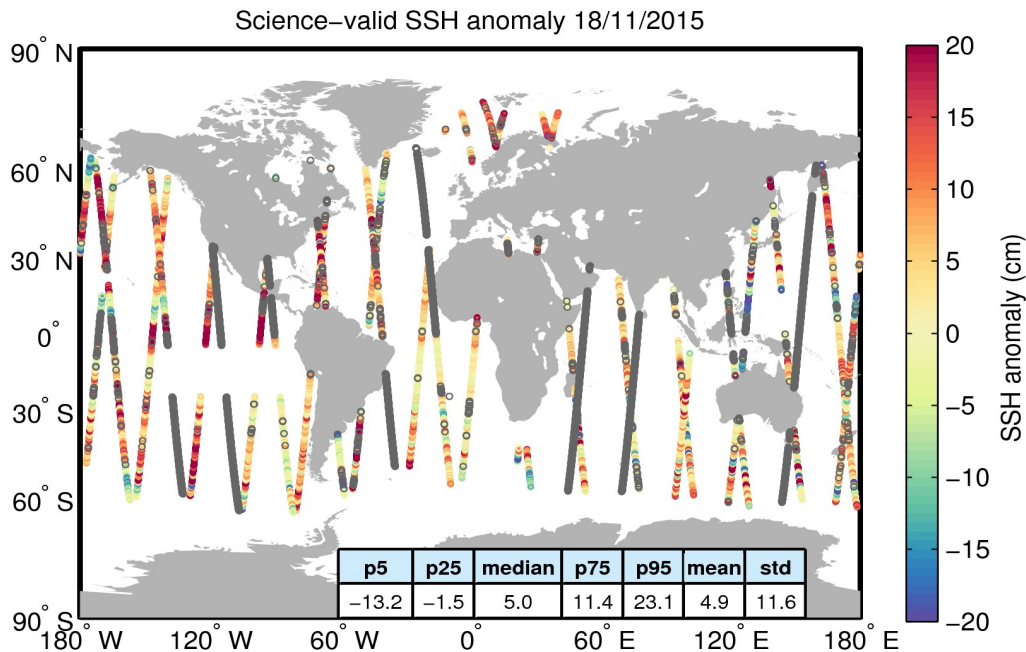 Science−valid SSH anomaly 18/11/2015
90° N
60° N
30° N
0°
30° S
60° S
90° S
180° W
120° W
60° W
0°
60° E
120° E
180° E
p5 p25 median p75 p95 mean std
−13.2 −1.5 5.0 11.4 23.1 4.9 11.6
20
15
10
5
0
−5
−10
−15
−20
SSH anomaly (cm)